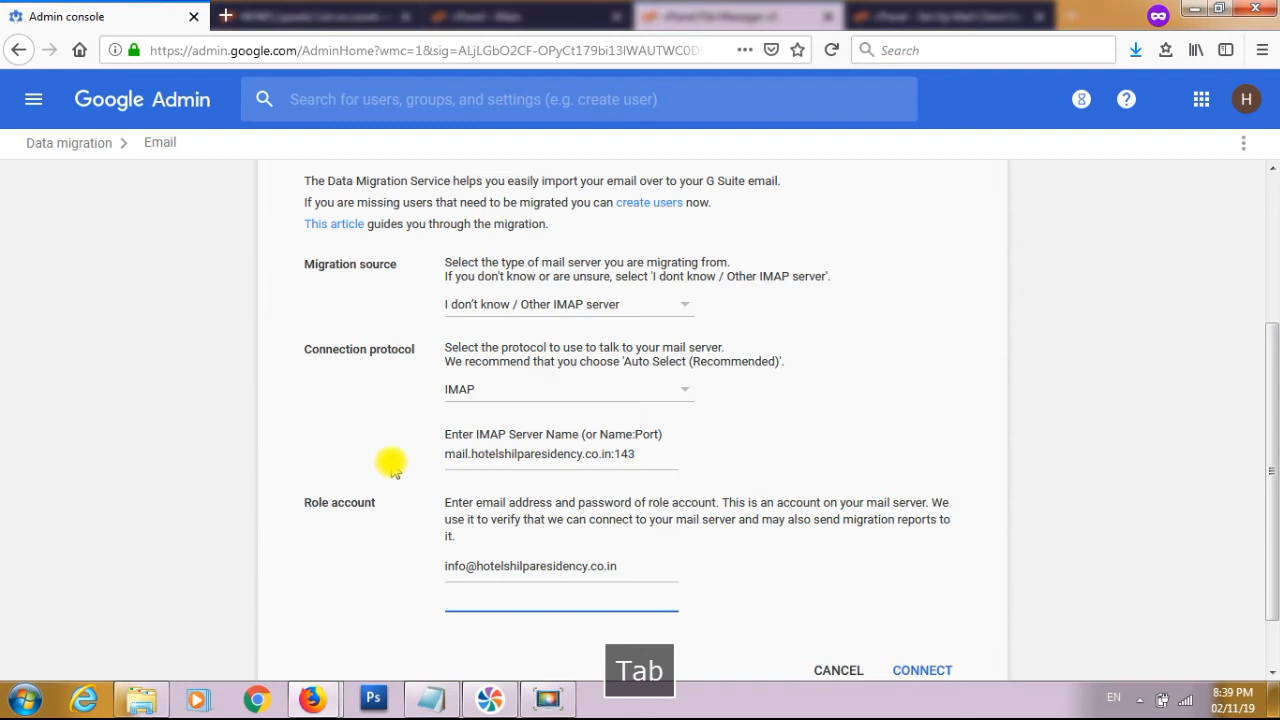 Admin console
https://admin.google.com/AdminHome?wmc=1&sig=ALjLGbO2CF-OPyCt179bi13IWAUTWC0D
Search
Google Admin
Search for users, groups, and settings (e.g. create user)
H
Data migration
Email
The Data Migration Service helps you easily import your email over to your G Suite email.
If you are missing users that need to be migrated you can create users now.
This article guides you through the migration.
Migration source
Select the type of mail server you are migrating from.
If you don't know or are unsure, select 'I dont know / Other IMAP server'.
I don't know / Other IMAP server
Connection protocol
Select the protocol to use to talk to your mail server.
We recommend that you choose 'Auto Select (Recommended)'.
IMAP
Enter IMAP Server Name (or Name:Port)
mail.hotelshilparesidency.co.in:143
Role account
Enter email address and password of role account. This is an account on your mail server. We
use it to verify that we can connect to your mail server and may also send migration reports to
it.
info@hotelshilparesidency.co.in
Tab
CANCEL
CONNECT
Ps
EN
8:39 PM
02/11/19